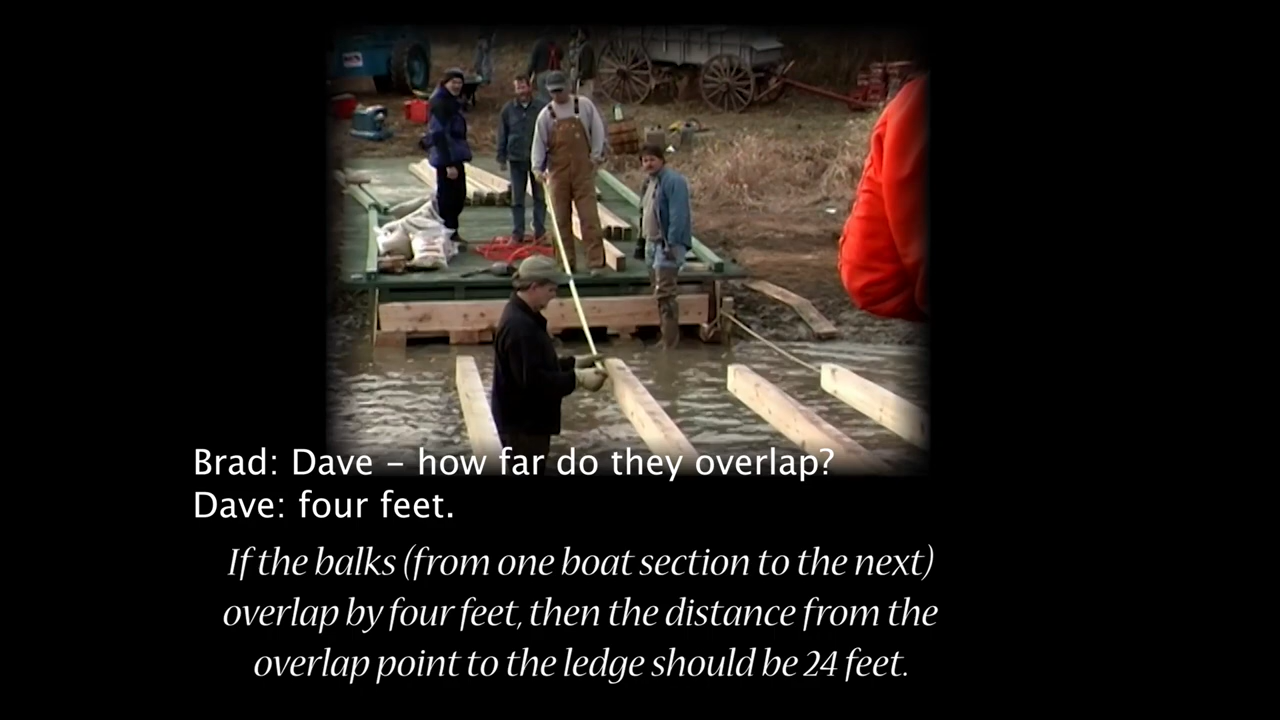 Brad: Dave – how far do they overlap?
Dave: four feet.
If the balks (from one boat section to the next)
overlap by four feet, then the distance from the
overlap point to the ledge should be 24 feet.